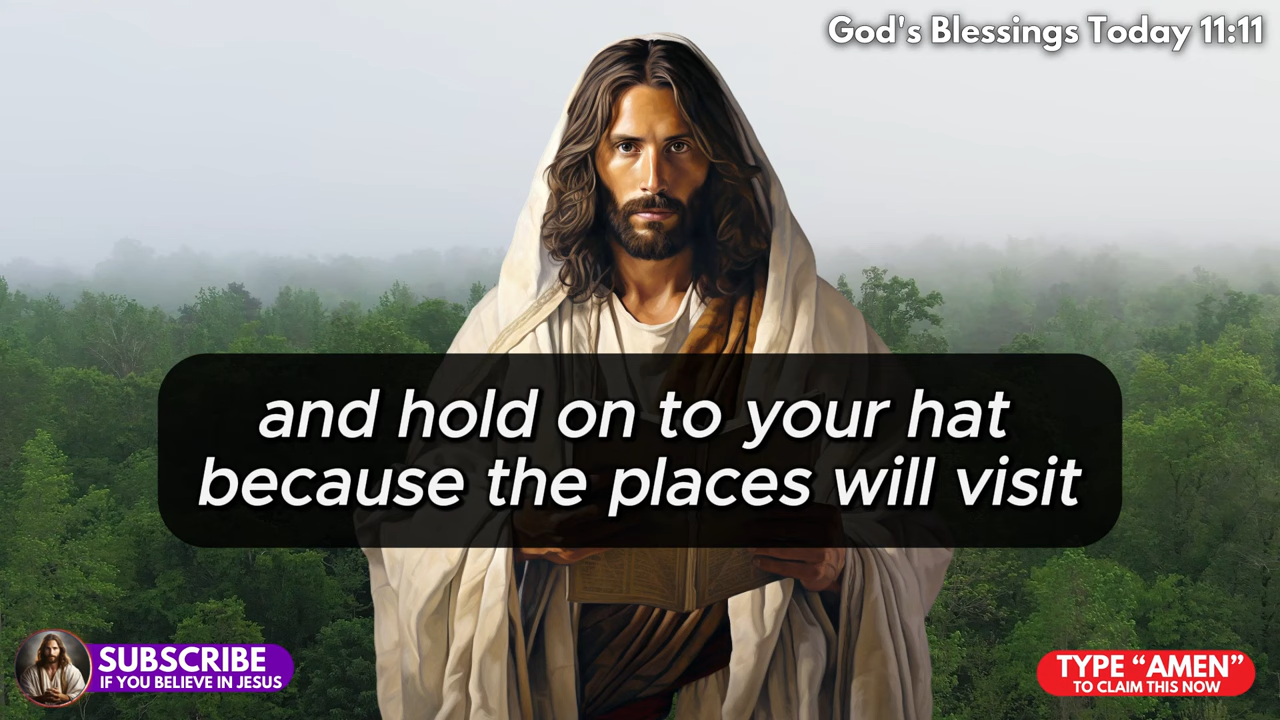 God's Blessings Today 11:11
and hold on to your hat
because the places will visit
SUBSCRIBE
IF YOU BELIEVE IN JESUS
TYPE “AMEN”
TO CLAIM THIS NOW